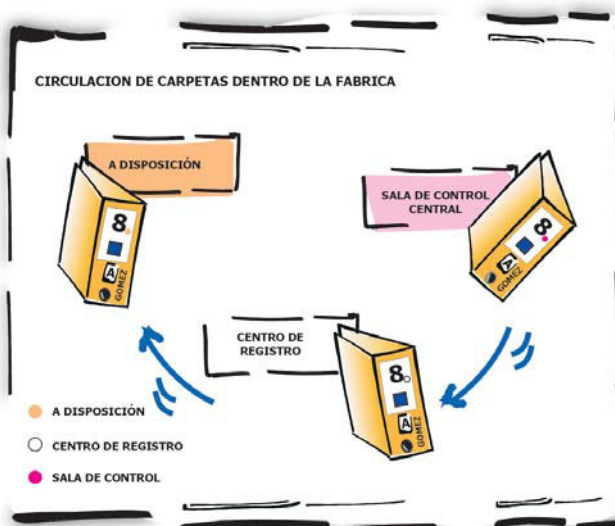 CIRCULACION DE CARPETAS DENTRO DE LA FABRICA
A DISPOSICIÓN
8
A
GOMEZ
SALA DE CONTROL
CENTRAL
8
A
GOMEZ
CENTRO DE
REGISTRO
8
A
GOMEZ
A DISPOSICIÓN
CENTRO DE REGISTRO
SALA DE CONTROL